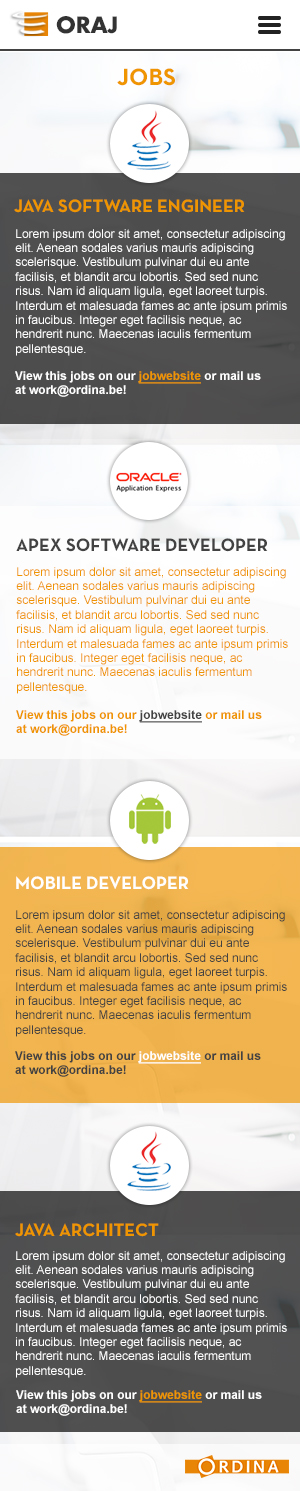 ORAJ
JOBS
JAVA SOFTWARE ENGINEER
Lorem ipsum dolor sit amet, consectetur adipiscing
elit. Aenean sodales varius mauris adipiscing
scelerisque. Vestibulum pulvinar dui eu ante
facilisis, et blandit arcu lobortis. Sed sed nunc
risus. Nam aliquam ligula, eget laoreet turpis.
Interdum et malesuada fames ac ante ipsum primis
in faucibus. Integer eget facilisis neque, ac
hendrerit nunc. Maecenas iaculis fermentum
pellentesque.
View this jobs on our jobwebsite or mail us
at work@ordina.be!
ORACLE
Application Express
APEX SOFTWARE DEVELOPER
Lorem ipsum dolor sit amet, consectetur adipiscing
elit. Aenean sodales varius mauris adipiscing
scelerisque. Vestibulum pulvinar dui eu ante
facilisis, et blandit arcu lobortis. Sed sed nunc
risus. Nam aliquam ligula, eget laoreet turpis.
Interdum et malesuada fames ac ante ipsum primis
in faucibus. Integer eget facilisis neque, ac
hendrerit nunc. Maecenas iaculis fermentum
pellentesque.
View this jobs on our jobwebsite or mail us
at work@ordina.be!
MOBILE DEVELOPER
Lorem ipsum dolor sit amet, consectetur adipiscing
elit. Aenean sodales varius mauris adipiscing
scelerisque. Vestibulum pulvinar dui eu ante
facilisis, et blandit arcu lobortis. Sed sed nunc
risus. Nam aliquam ligula, eget laoreet turpis.
Interdum et malesuada fames ac ante ipsum primis
in faucibus. Integer eget facilisis neque, ac
hendrerit nunc. Maecenas iaculis fermentum
pellentesque.
View this jobs on our jobwebsite or mail us
at work@ordina.be!
JAVA ARCHITECT
Lorem ipsum dolor sit amet, consectetur adipiscing
elit. Aenean sodales varius mauris adipiscing
scelerisque. Vestibulum pulvinar dui eu ante
facilisis, et blandit arcu lobortis. Sed sed nunc
risus. Nam aliquam ligula, eget laoreet turpis.
Interdum et malesuada fames ac ante ipsum primis
in faucibus. Integer eget facilisis neque, ac
hendrerit nunc. Maecenas iaculis fermentum
pellentesque.
View this jobs on our jobwebsite or mail us
at work@ordina.be!
ORDINA